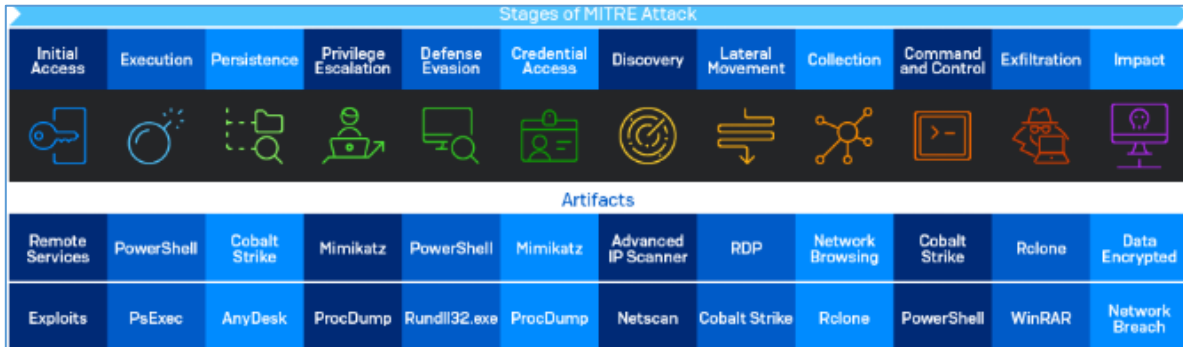 Stages of MITRE Attack
Initial Access
Execution
Persistence
Privilege Escalation
Defense Evasion
Credential Access
Discovery
Lateral Movement
Collection
Command and Control
Exfiltration
Impact
Artifacts
Remote Services
PowerShell
Cobalt Strike
Mimikatz
PowerShell
Mimikatz
Advanced IP Scanner
RDP
Network Browsing
Cobalt Strike
Rclone
Data Encrypted
Exploits
PsExec
AnyDesk
ProcDump
Rundll32.exe
ProcDump
Netscan
Cobalt Strike
Rclone
PowerShell
WinRAR
Network Breach